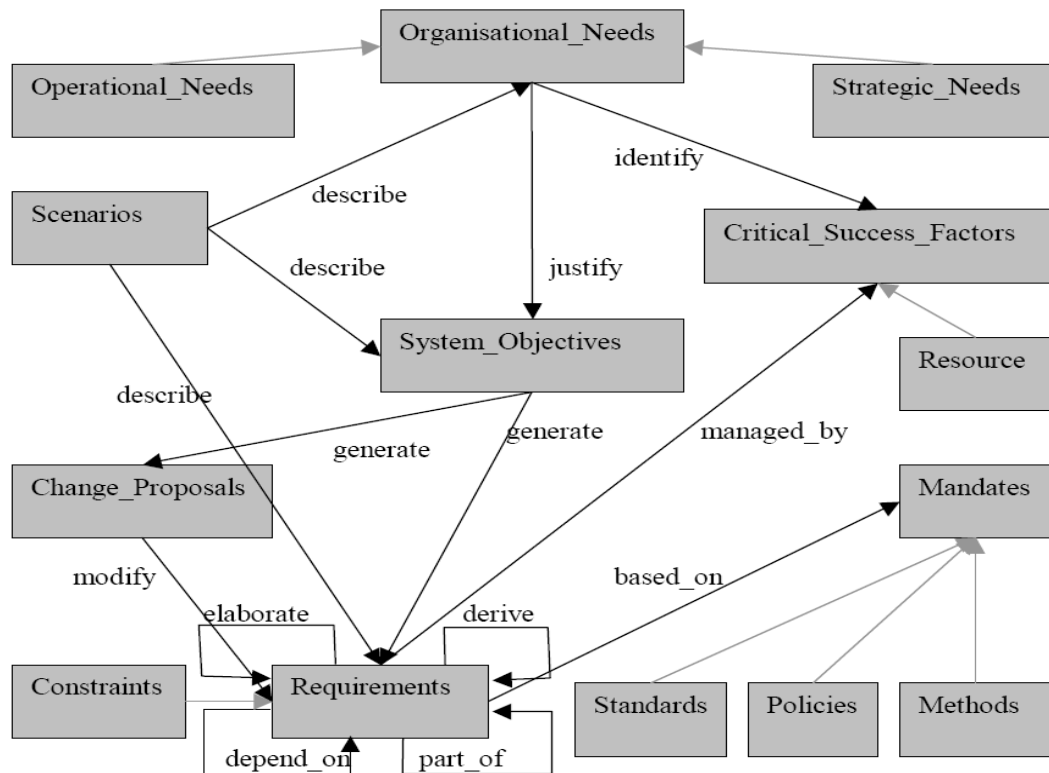 Organisational_Needs
Operational_Needs
Strategic_Needs
identify
describe
Scenarios
Critical_Success_Factors
describe
justify
System_Objectives
Resource
describe
generate
managed_by
generate
Change_Proposals
Mandates
modify
based_on
elaborate
derive
Constraints
Requirements
Standards
Policies
Methods
depend_on
part_of